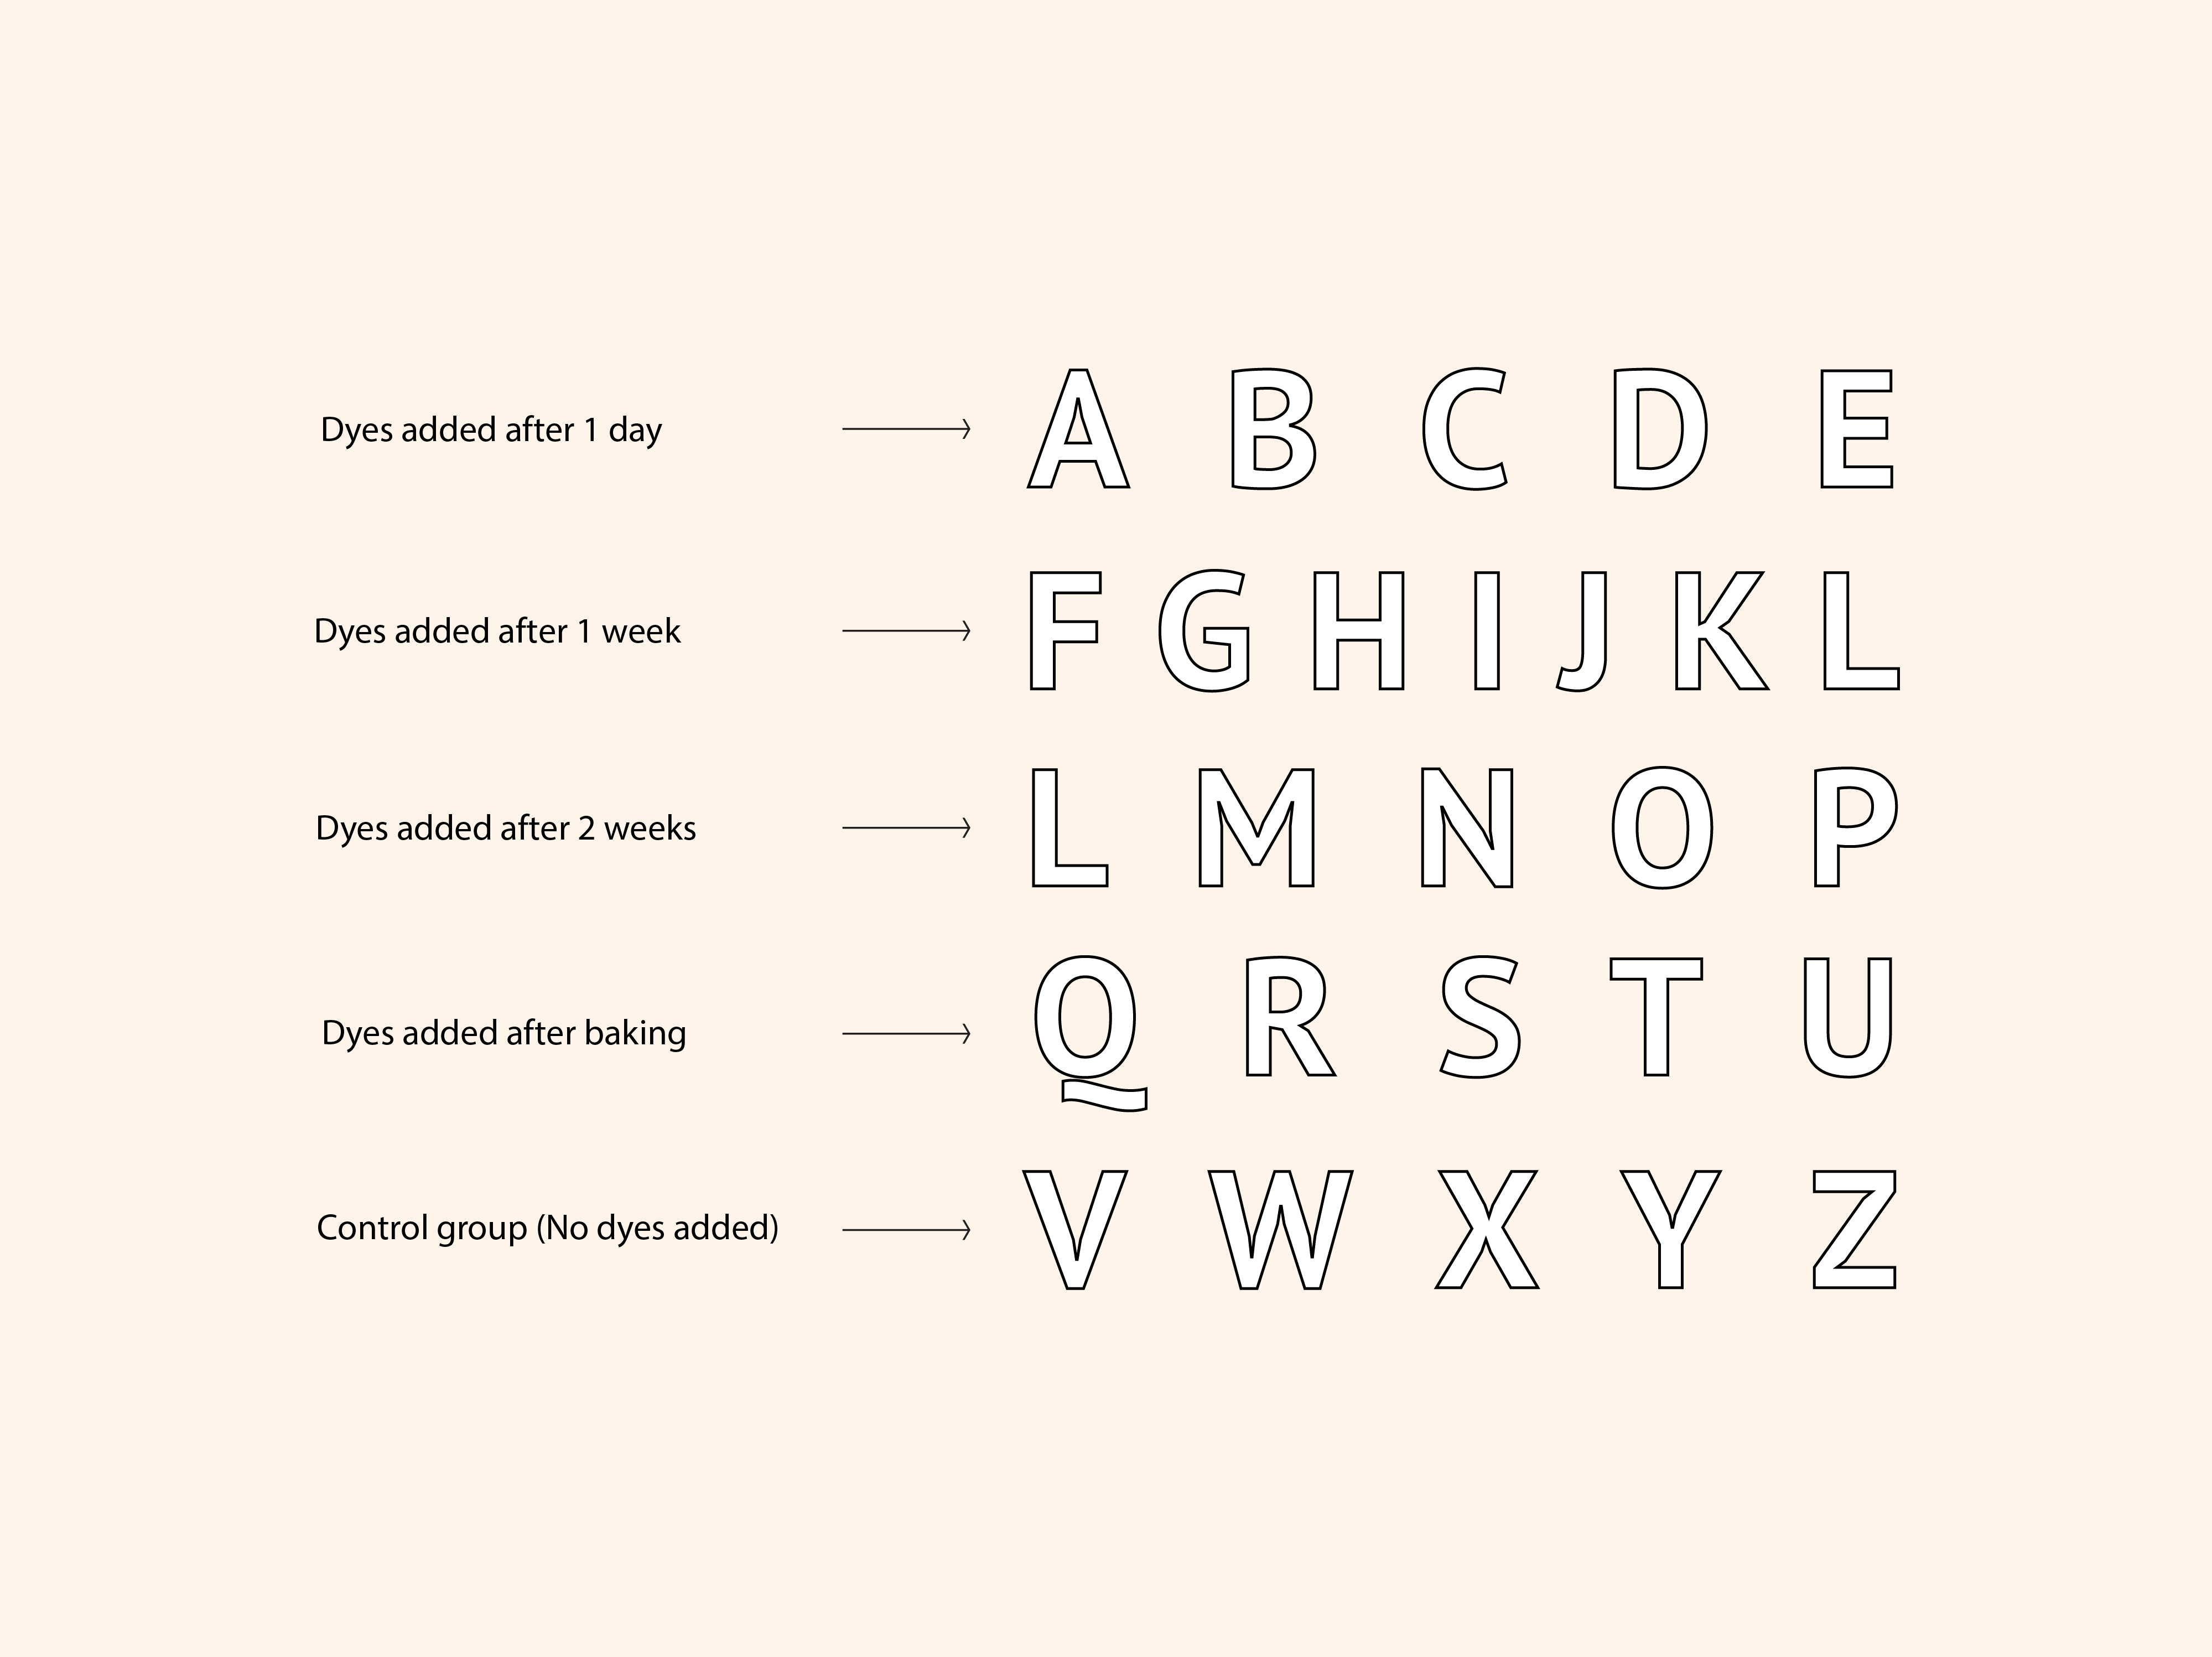 Dyes added after 1 day A B C D E
Dyes added after 1 week F G H I J K L
Dyes added after 2 weeks L M N O P
Dyes added after baking Q R S T U
Control group (No dyes added) V W X Y Z